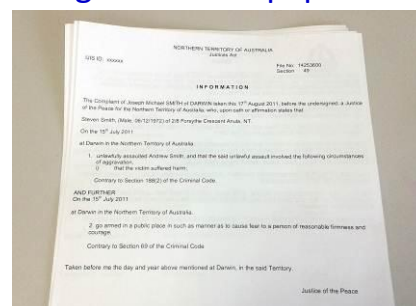 NORTHERN TERRITORY OF AUSTRALIA
Justices Act
File No: 14253600
Section 49
INFORMATION
The Complaint of Joseph Michael SMITH of DARWIN taken this 17th August 2011, before the undersigned, a Justice
of the Peace for the Northern Territory of Australia, who, upon oath or affirmation states that
Steven Smith, (Male, 06/12/1972) of 2/8 Forsythe Crescent Anula, NT
On the 15th July 2011
at Darwin in the Northern Territory of Australia
1. unlawfully assaulted Andrew Smith, and that the said unlawful assault involved the following circumstances
of aggravation:
i) that the victim suffered harm;
Contrary to Section 188(2) of the Criminal Code.
AND FURTHER
On the 15th July 2011
at Darwin in the Northern Territory of Australia.
2. go armed in a public place in such as manner as to cause fear to a person of reasonable firmness and
courage.
Contrary to Section 69 of the Criminal Code
Taken before me the day and year above mentioned at Darwin, in the said Territory.
Justice of the Peace